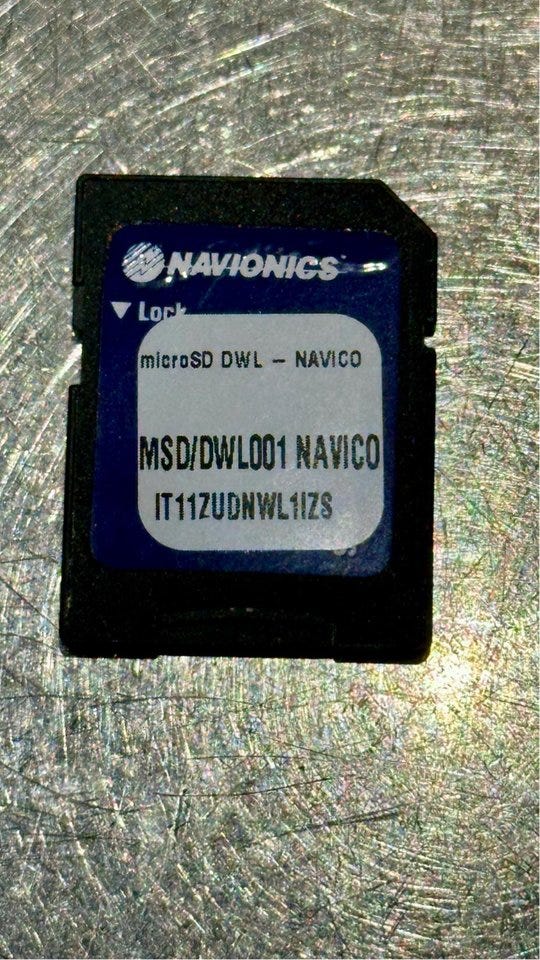 NAVIONICS
▼ Lock
microSD DWL – NAVICO
MSD/DWL001 NAVICO
IT11ZUDNWL1IZS